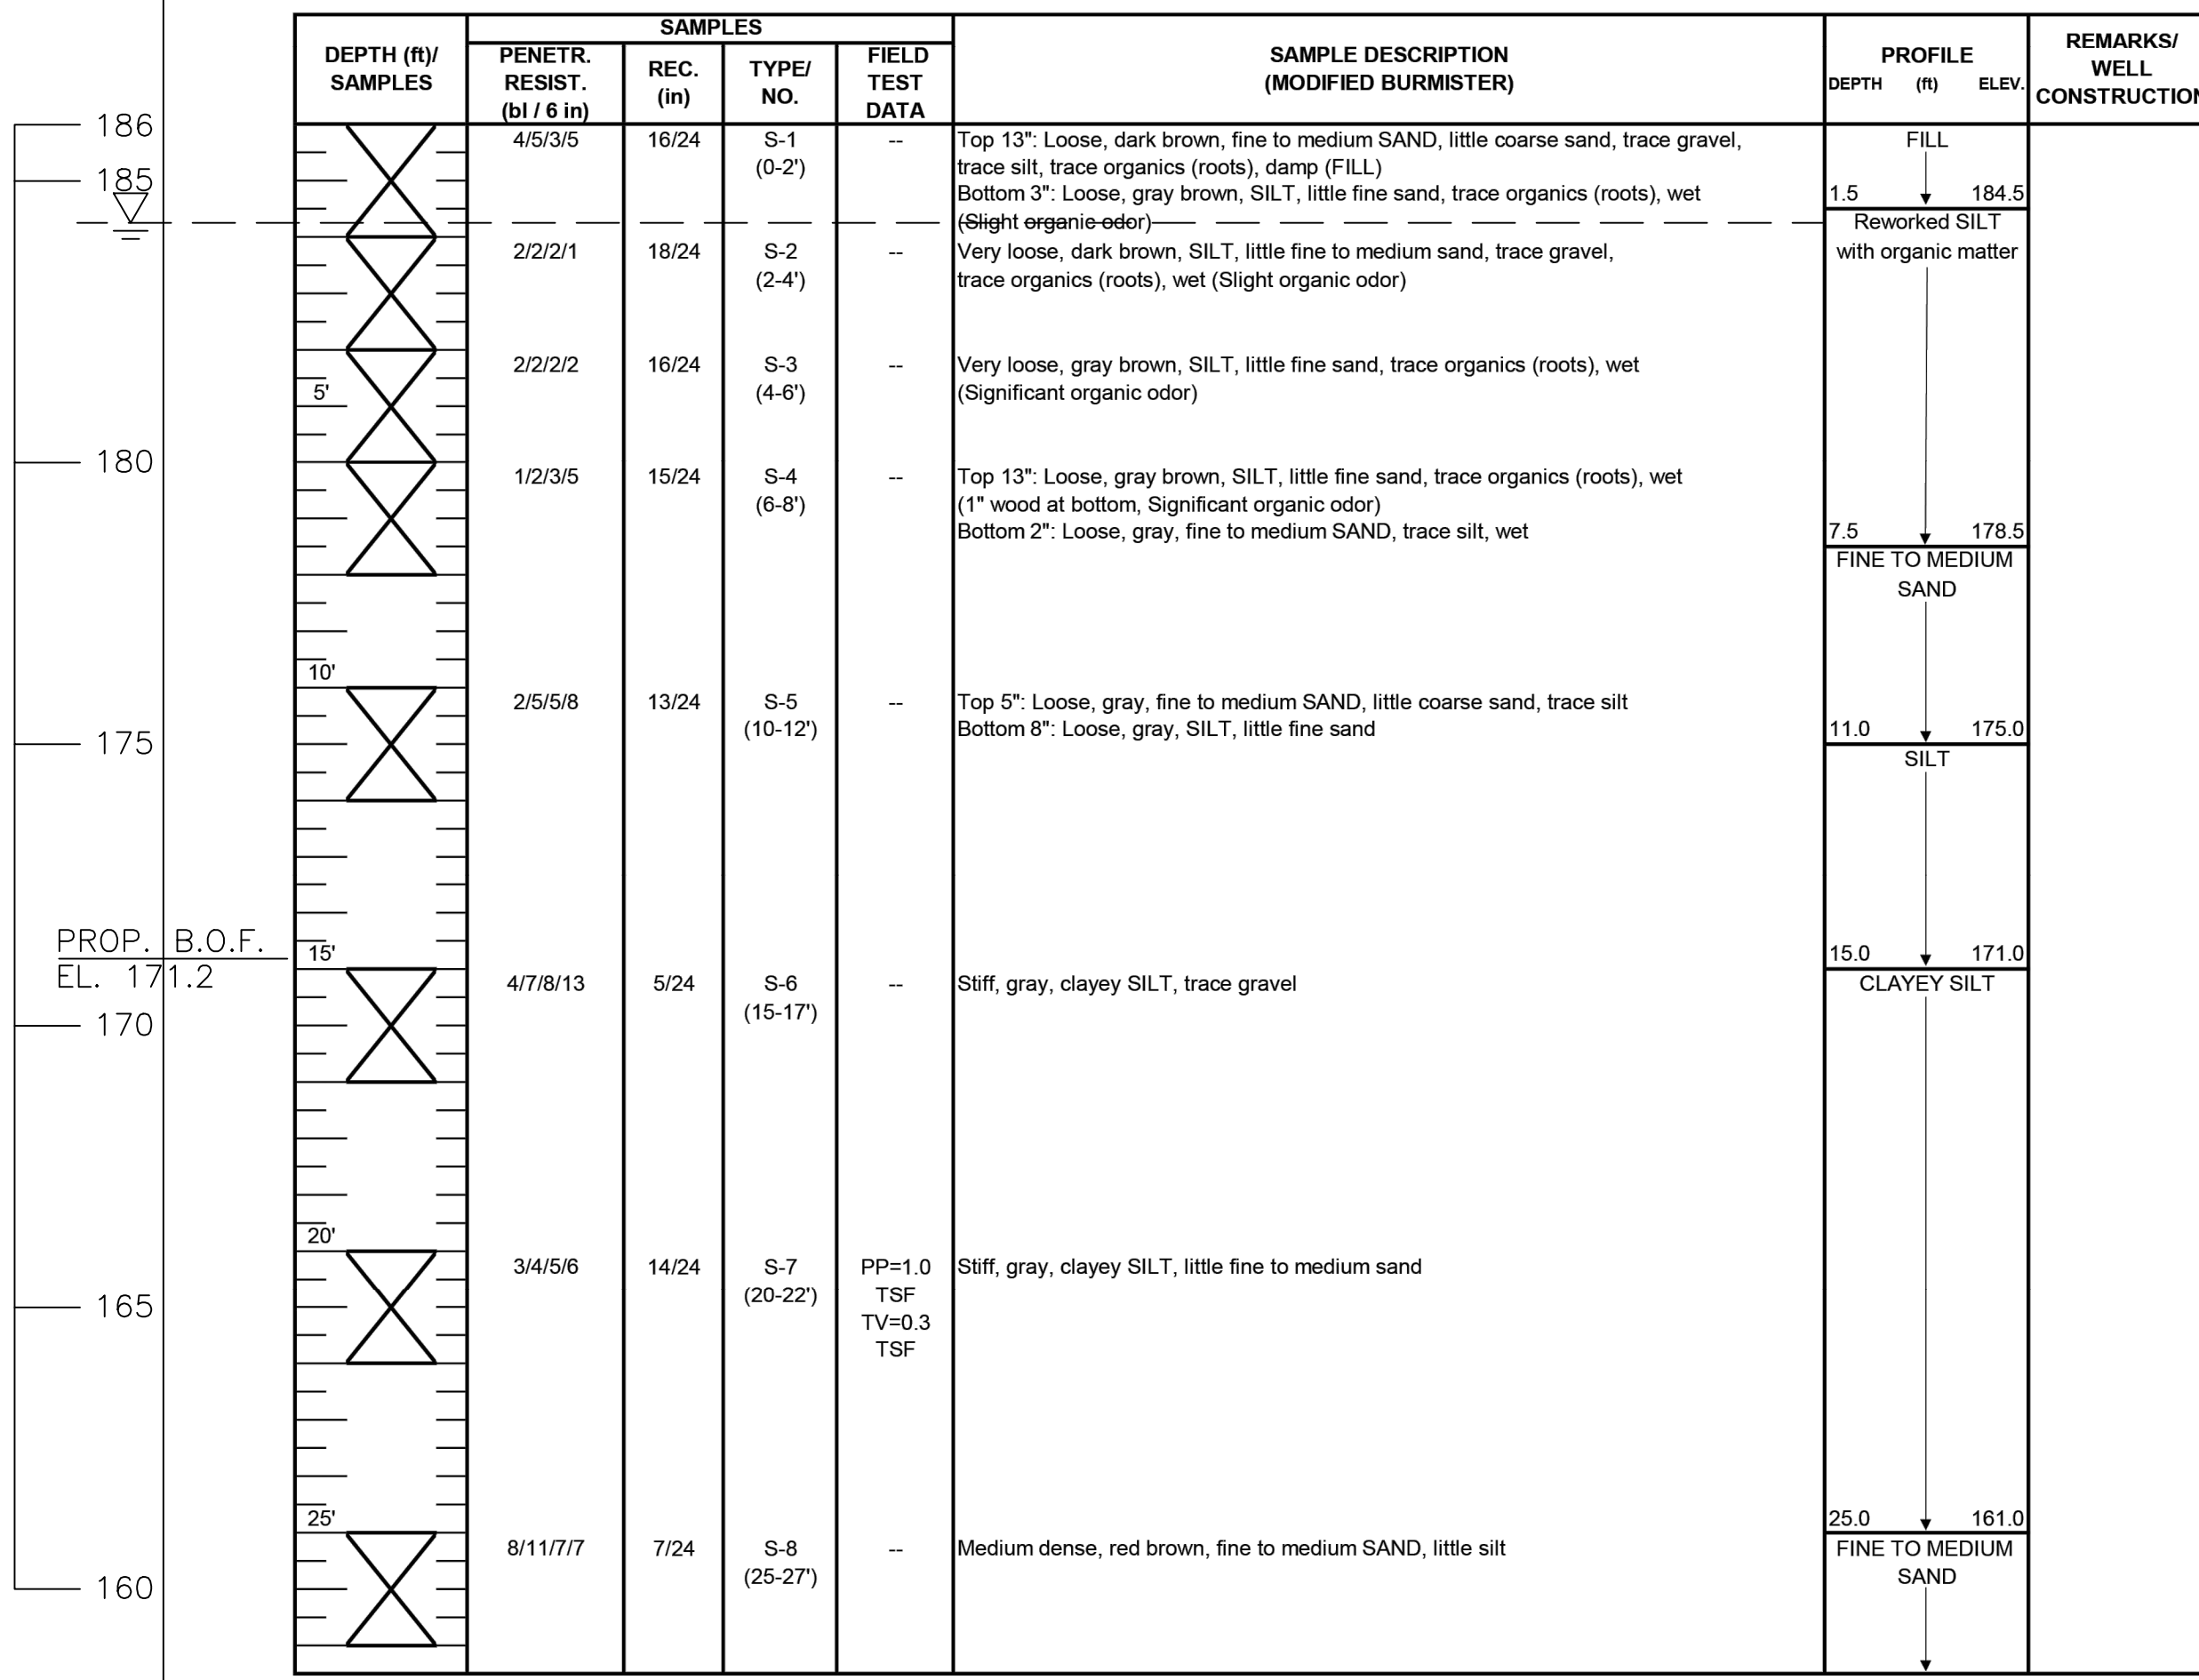 SAMPLES
DEPTH (ft)/
SAMPLES
PENETR.
RESIST.
(bl / 6 in)
REC.
(in)
TYPE/
NO.
FIELD
TEST
DATA
SAMPLE DESCRIPTION
(MODIFIED BURMISTER)
PROFILE
DEPTH (ft) ELEV.
REMARKS/
WELL
CONSTRUCTION
186
185
180
175
PROP. B.O.F.
EL. 171.2
170
165
160
5'
10'
15'
20'
25'
4/5/3/5 16/24 S-1 -- Top 13": Loose, dark brown, fine to medium SAND, little coarse sand, trace gravel,
(0-2') trace silt, trace organics (roots), damp (FILL)
Bottom 3": Loose, gray brown, SILT, little fine sand, trace organics (roots), wet
(Slight organic odor)
2/2/2/1 18/24 S-2 -- Very loose, dark brown, SILT, little fine to medium sand, trace gravel,
(2-4') trace organics (roots), wet (Slight organic odor)
2/2/2/2 16/24 S-3 -- Very loose, gray brown, SILT, little fine sand, trace organics (roots), wet
(4-6') (Significant organic odor)
1/2/3/5 15/24 S-4 -- Top 13": Loose, gray brown, SILT, little fine sand, trace organics (roots), wet
(6-8') (1" wood at bottom, Significant organic odor)
Bottom 2": Loose, gray, fine to medium SAND, trace silt, wet
2/5/5/8 13/24 S-5 -- Top 5": Loose, gray, fine to medium SAND, little coarse sand, trace silt
(10-12') Bottom 8": Loose, gray, SILT, little fine sand
4/7/8/13 5/24 S-6 -- Stiff, gray, clayey SILT, trace gravel
(15-17')
3/4/5/6 14/24 S-7 PP=1.0 Stiff, gray, clayey SILT, little fine to medium sand
(20-22') TSF
TV=0.3
TSF
8/11/7/7 7/24 S-8 -- Medium dense, red brown, fine to medium SAND, little silt
(25-27')
FILL
1.5 184.5
Reworked SILT
with organic matter
7.5 178.5
FINE TO MEDIUM
SAND
11.0 175.0
SILT
15.0 171.0
CLAYEY SILT
25.0 161.0
FINE TO MEDIUM
SAND